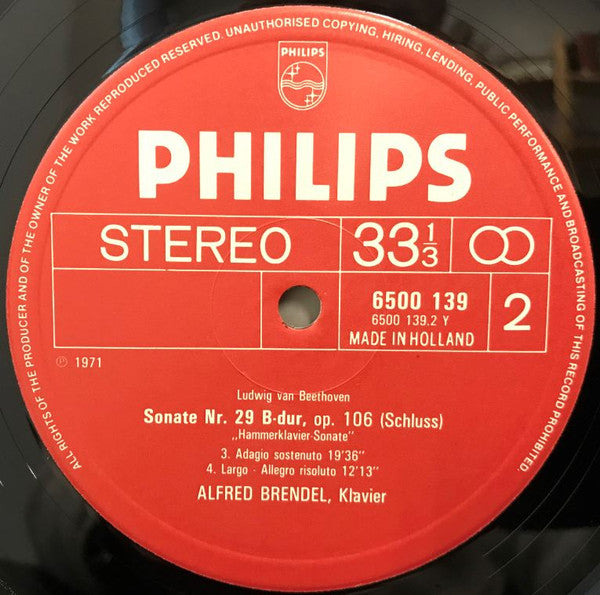 ALL RIGHTS OF THE PRODUCER AND OF THE OWNER OF THE WORK REPRODUCED RESERVED. UNAUTHORISED COPYING, HIRING, LENDING, PUBLIC PERFORMANCE AND BROADCASTING OF THIS RECORD PROHIBITED.
PHILIPS
PHILIPS
STEREO 33 1/3 ꝏ
6500 139
6500 139.2 Y
MADE IN HOLLAND
2
℗ 1971
Ludwig van Beethoven
Sonate Nr. 29 B-dur, op. 106 (Schluss)
„Hammerklavier-Sonate"
3. Adagio sostenuto 19'36"
4. Largo · Allegro risoluto 12'13"
ALFRED BRENDEL, Klavier